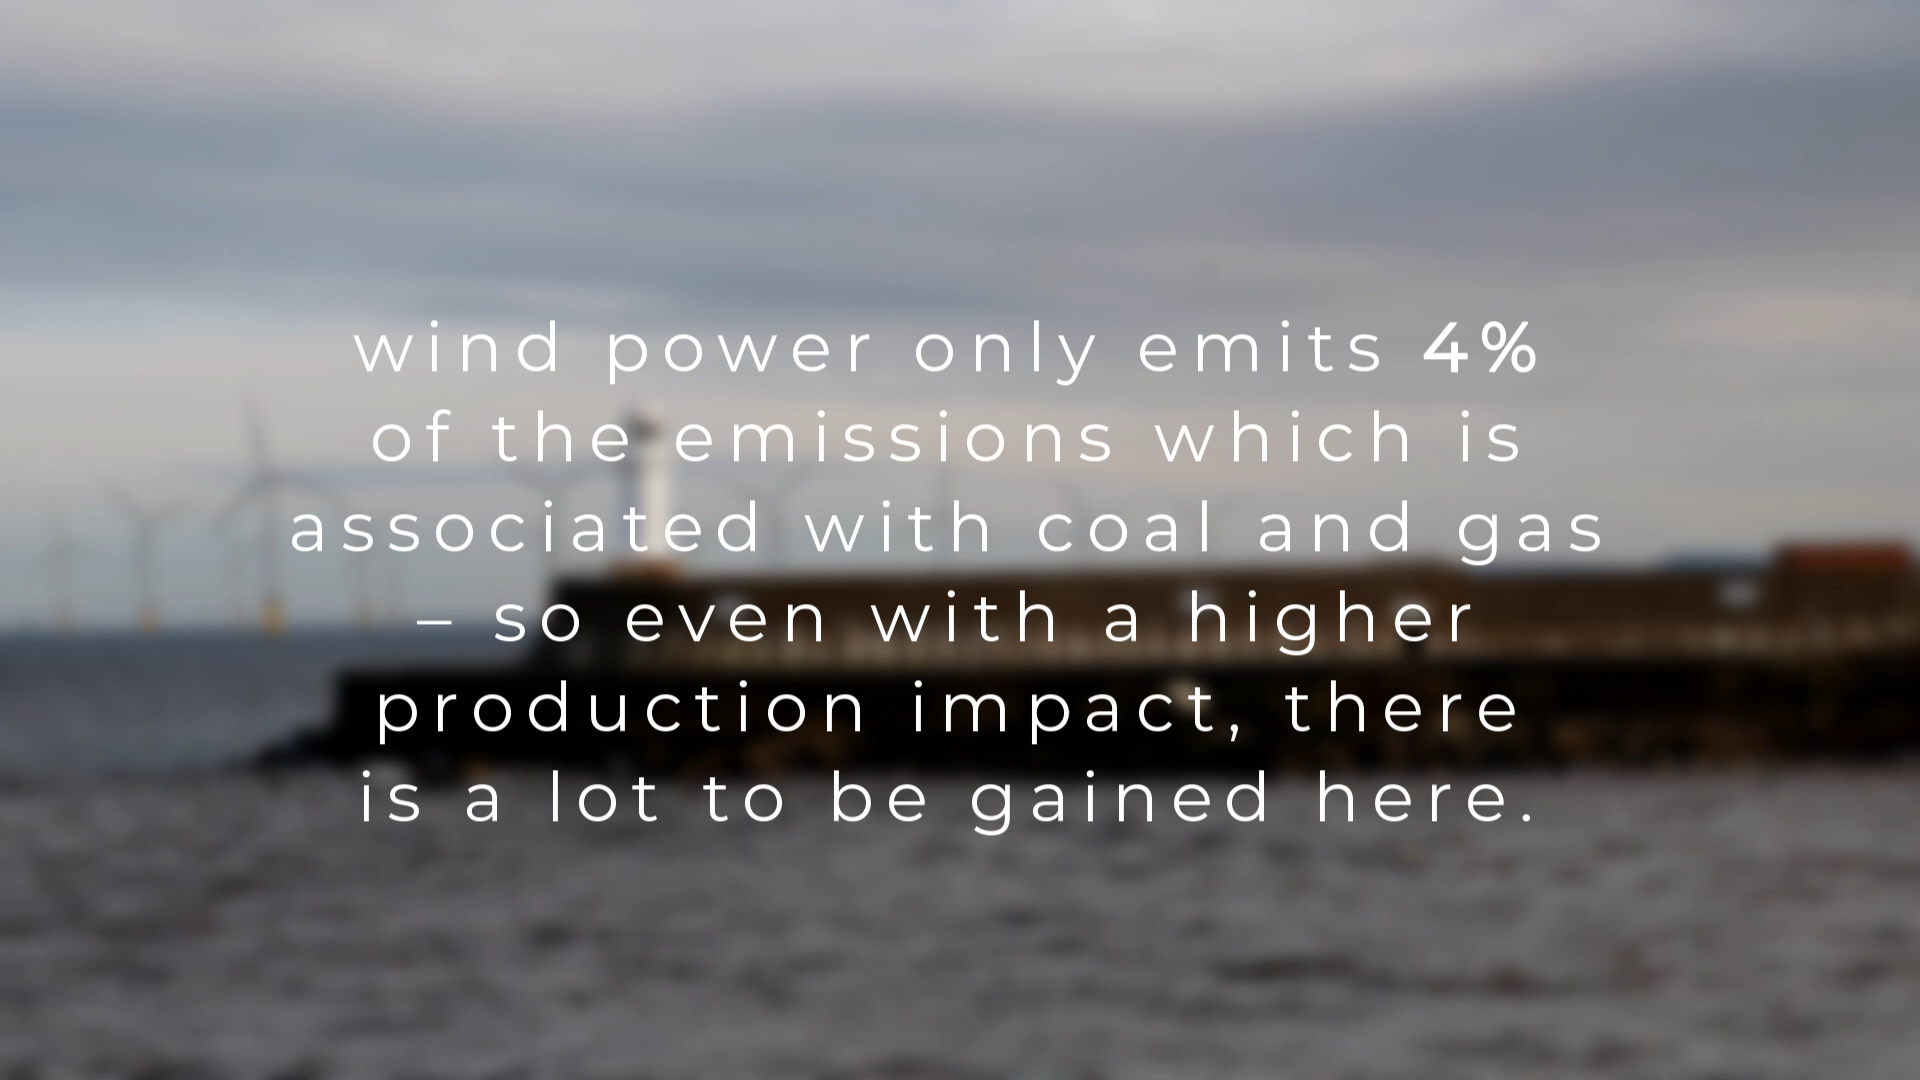 wind power only emits 4%
of the emissions which is
associated with coal and gas
– so even with a higher
production impact, there
is a lot to be gained here.